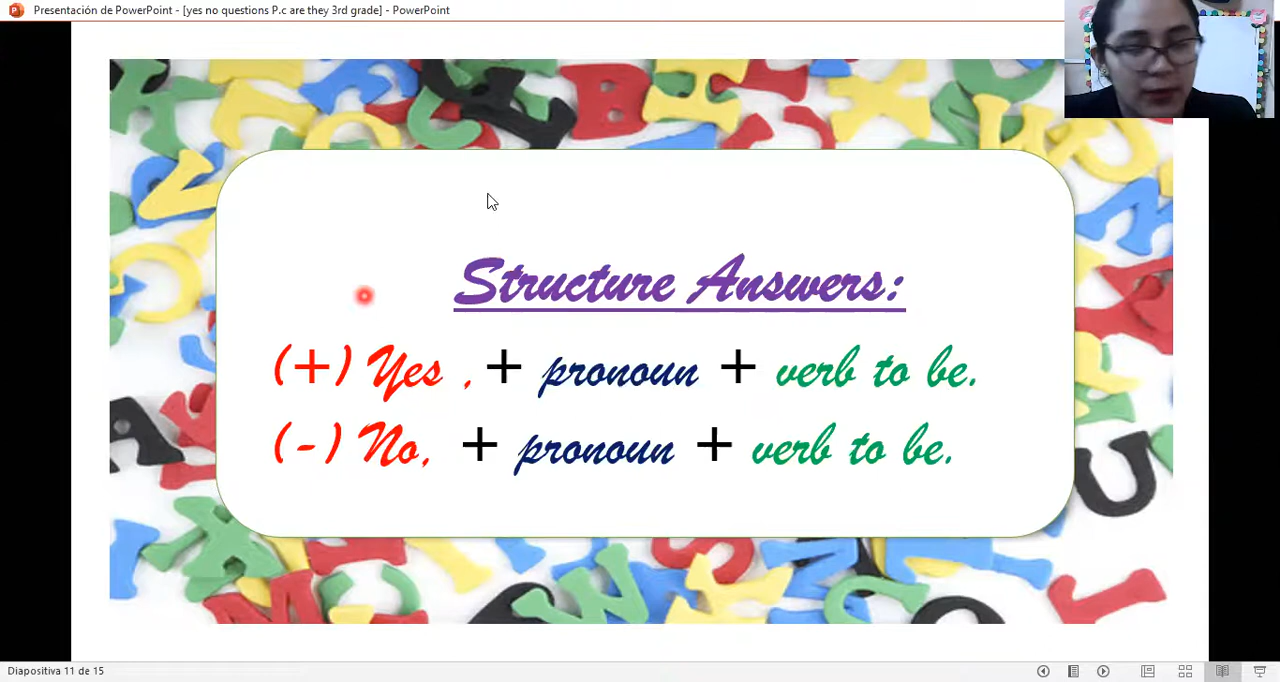 Presentación de PowerPoint - [yes no questions P.c are they 3rd grade] - PowerPoint
Structure Answers:
(+) Yes , + pronoun + verb to be.
(-) No, + pronoun + verb to be.
Diapositiva 11 de 15